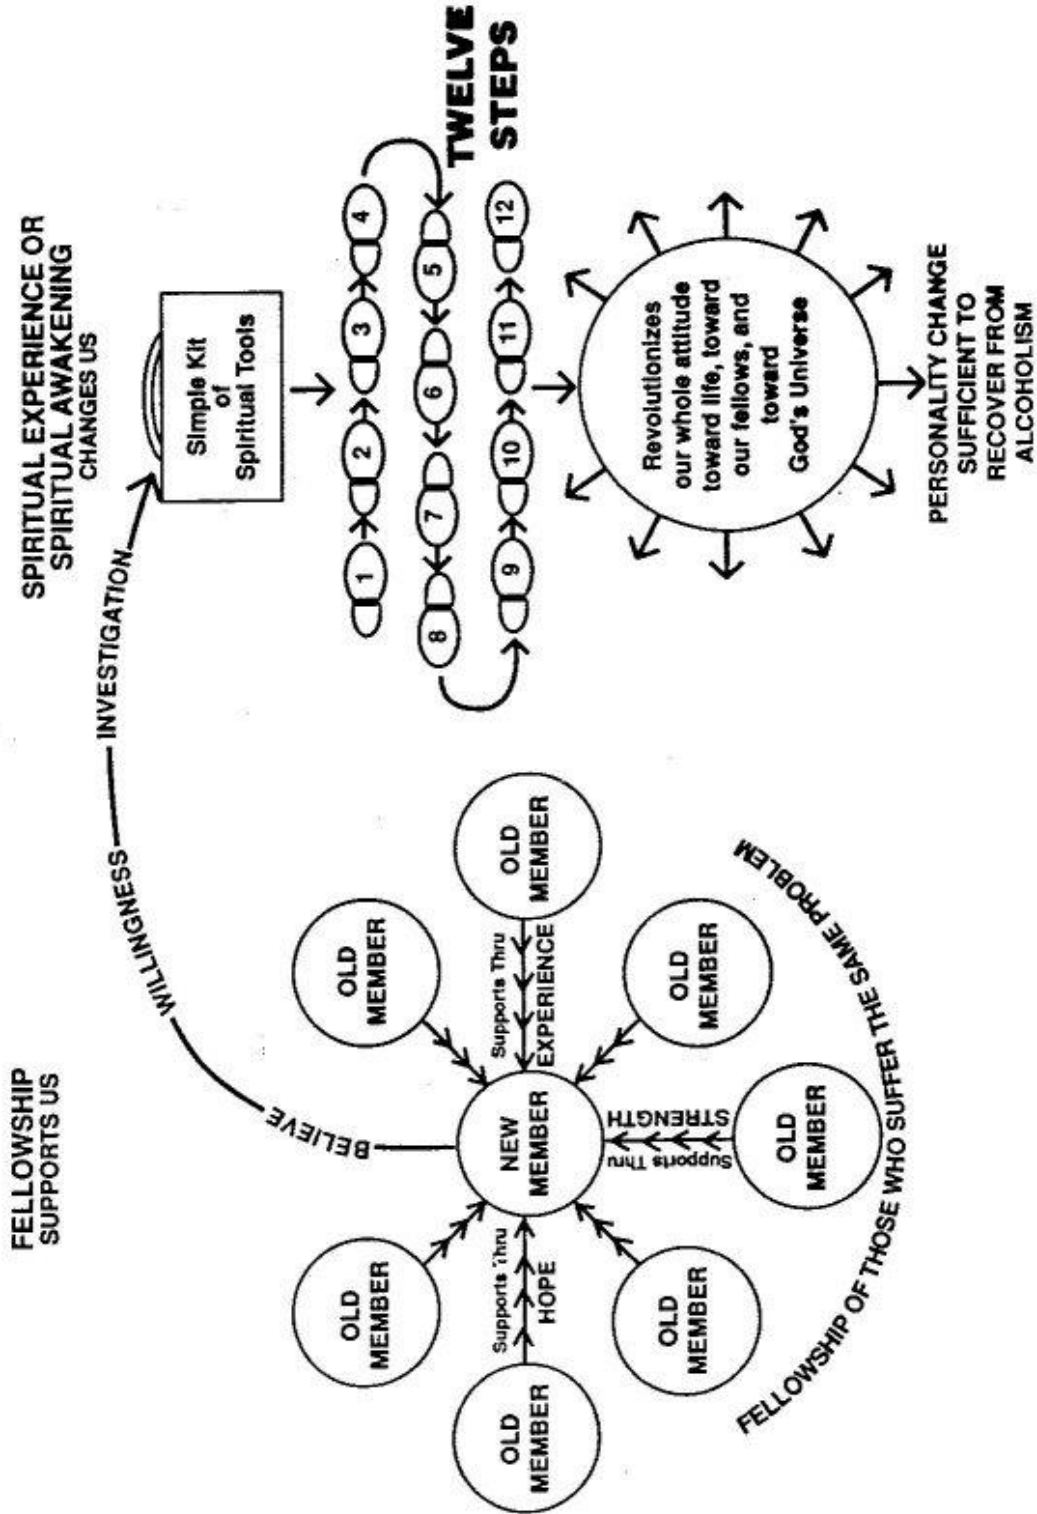 FELLOWSHIP
SUPPORTS US
BELIEVE
WILLINGNESS
INVESTIGATION
OLD
MEMBER
OLD
MEMBER
OLD
MEMBER
Supports Thru
HOPE
NEW
MEMBER
Supports Thru
EXPERIENCE
OLD
MEMBER
OLD
MEMBER
Supports Thru
STRENGTH
OLD
MEMBER
OLD
MEMBER
FELLOWSHIP OF THOSE WHO SUFFER THE SAME PROBLEM
SPIRITUAL EXPERIENCE OR
SPIRITUAL AWAKENING
CHANGES US
Simple Kit
of
Spiritual Tools
1 2 3 4
8 7 6 5
9 10 11 12
TWELVE
STEPS
Revolutionizes
our whole attitude
toward life, toward
our fellows, and
toward
God's Universe
PERSONALITY CHANGE
SUFFICIENT TO
RECOVER FROM
ALCOHOLISM